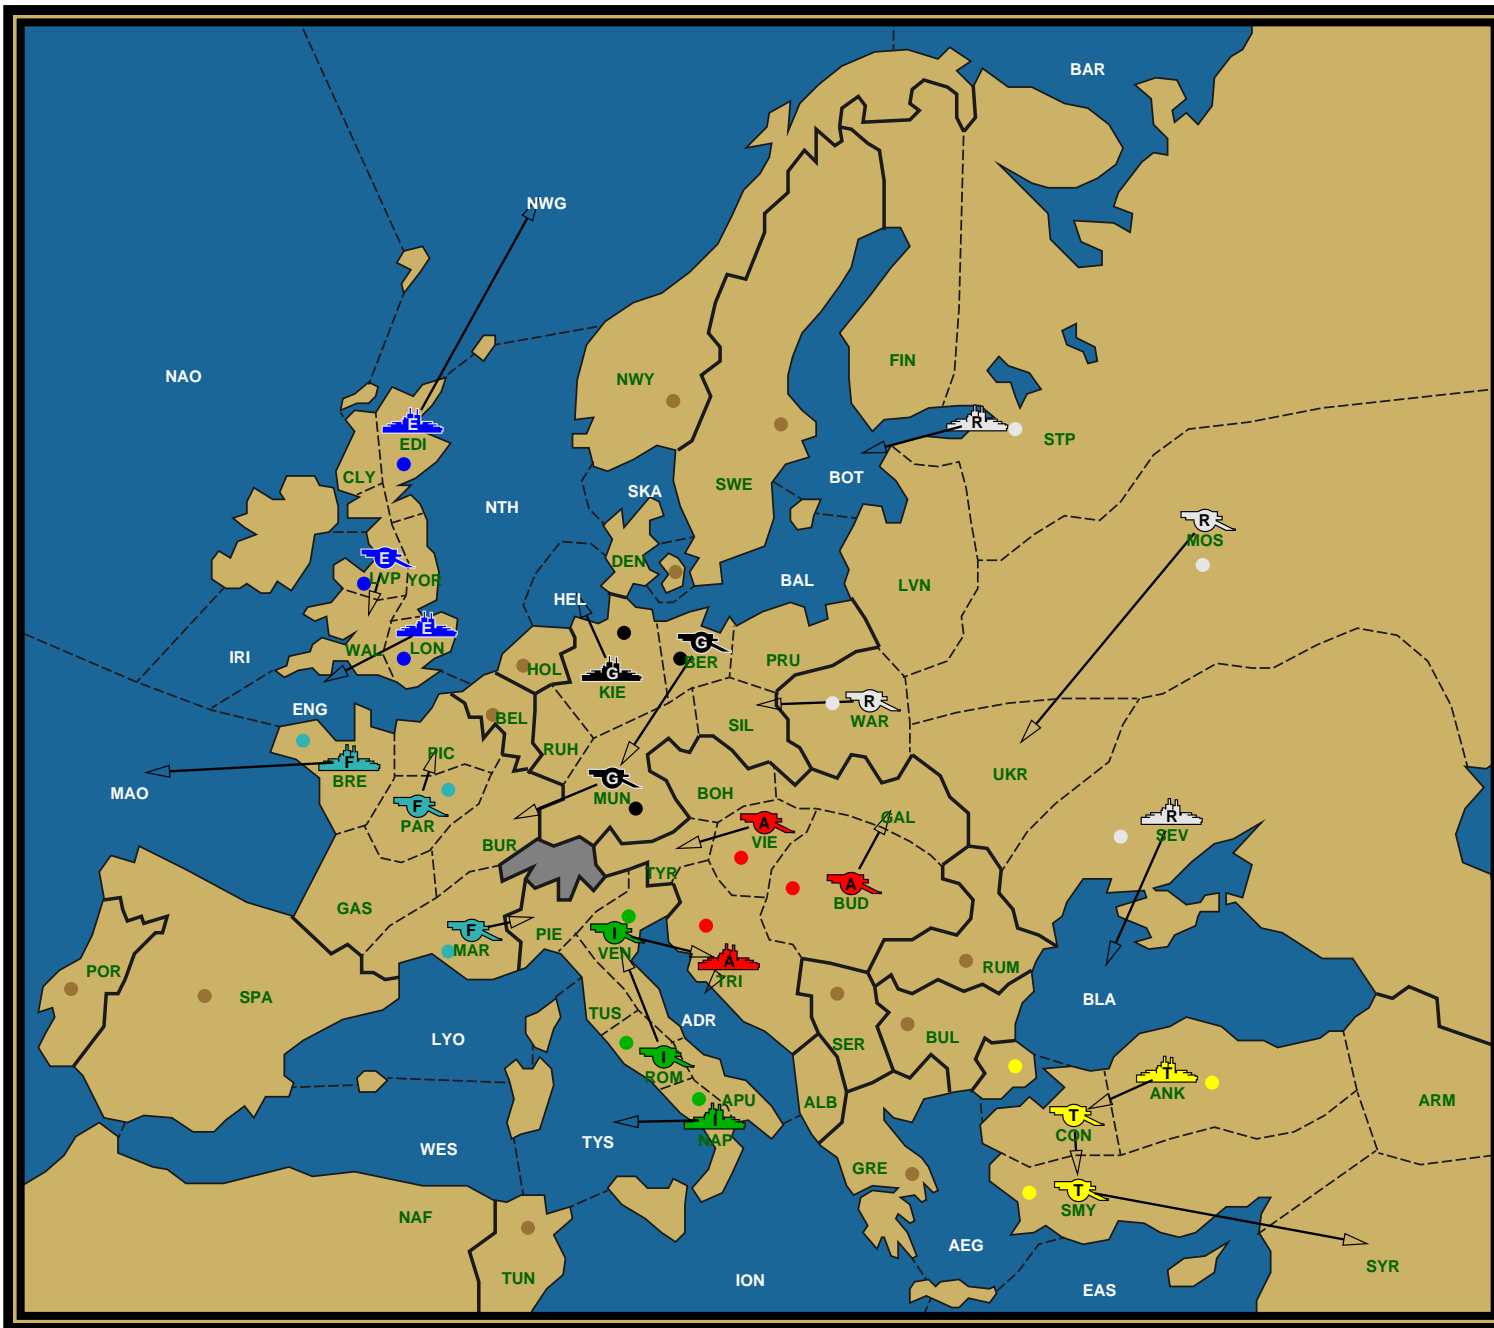 BAR
NWG
NAO
FIN
NWY
E
EDI
R
STP
CLY
BOT
SWE
SKA
NTH
R
MOS
E
LVP YOR
DEN
BAL
LVN
HEL
E
WAL
LON
IRI
G
BER
PRU
HOL
G
KIE
R
WAR
ENG
BEL
SIL
PIC
RUH
F
BRE
UKR
MAO
G
MUN
BOH
F
PAR
R
SEV
GAL
A
VIE
BUR
TYR
A
BUD
GAS
F
MAR
PIE
I
VEN
A
TRI
RUM
POR
SPA
BLA
TUS
ADR
LYO
BUL
SER
I
ROM
T
ANK
APU
ALB
ARM
I
NAP
T
CON
TYS
WES
GRE
T
SMY
NAF
AEG
SYR
TUN
ION
EAS